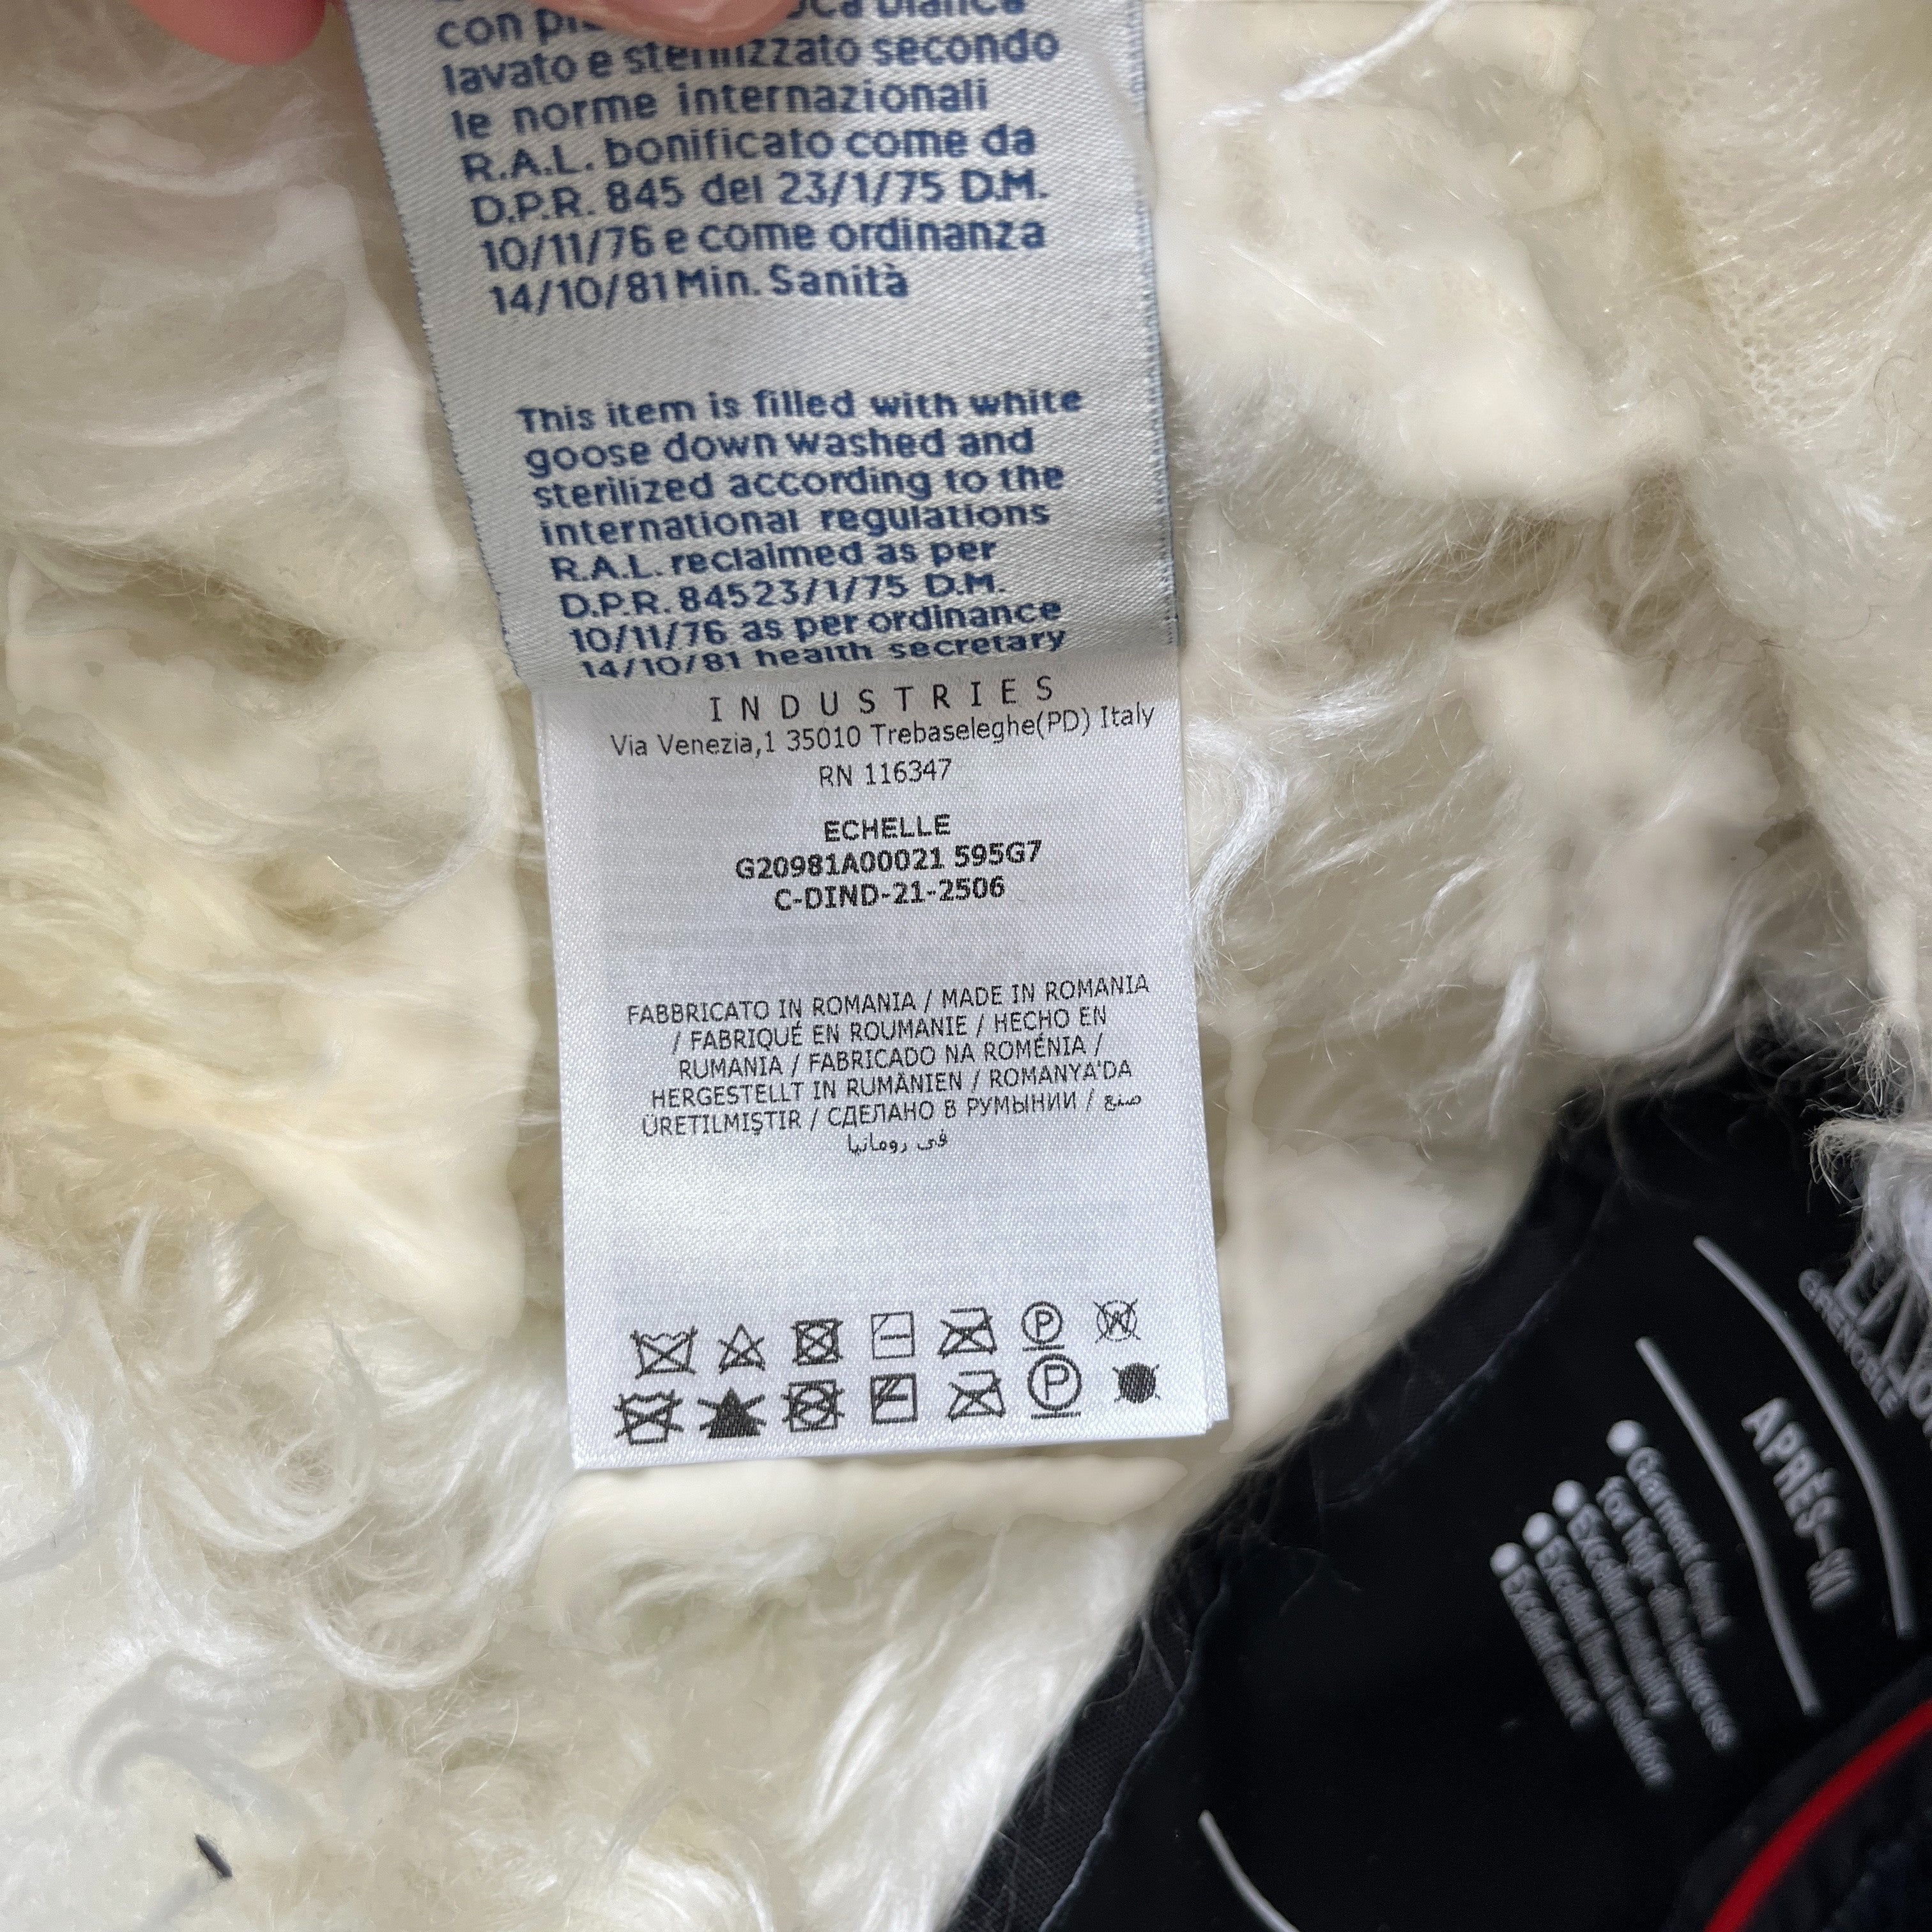 con
lavato e sterilizzato secondo
le norme internazionali
R.A.L. bonificato come da
D.P.R. 845 del 23/1/75 D.M.
10/11/76 e come ordinanza
14/10/81 Min. Sanità
This item is filled with white
goose down washed and
sterilized according to the
international regulations
R.A.L. reclaimed as per
D.P.R. 84523/1/75 D.M.
10/11/76 as per ordinance
14/10/81 health secretary
INDUSTRIES
Via Venezia,1 35010 Trebaseleghe(PD) Italy
RN 116347
ECHELLE
G20981A00021 595G7
C-DIND-21-2506
FABBRICATO IN ROMANIA / MADE IN ROMANIA
/ FABRIQUÉ EN ROUMANIE / HECHO EN
RUMANIA / FABRICADO NA ROMÉNIA /
HERGESTELLT IN RUMÄNIEN / ROMANYA'DA
ÜRETILMIŞTIR / СДЕЛАНО В РУМЫНИИ / صنع
في رومانيا
P W
P
GRENOBLE
APRÈS-SKI